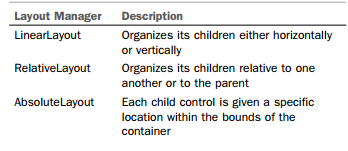 Layout Manager Description
LinearLayout Organizes its children either horizontally
or vertically
RelativeLayout Organizes its children relative to one
another or to the parent
AbsoluteLayout Each child control is given a specific
location within the bounds of the
container